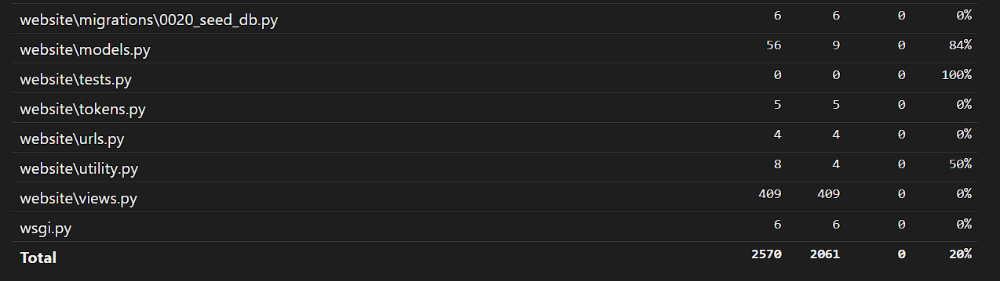 website\migrations\0020_seed_db.py 6 6 0 0%
website\models.py 56 9 0 84%
website\tests.py 0 0 0 100%
website\tokens.py 5 5 0 0%
website\urls.py 4 4 0 0%
website\utility.py 8 4 0 50%
website\views.py 409 409 0 0%
wsgi.py 6 6 0 0%
Total 2570 2061 0 20%